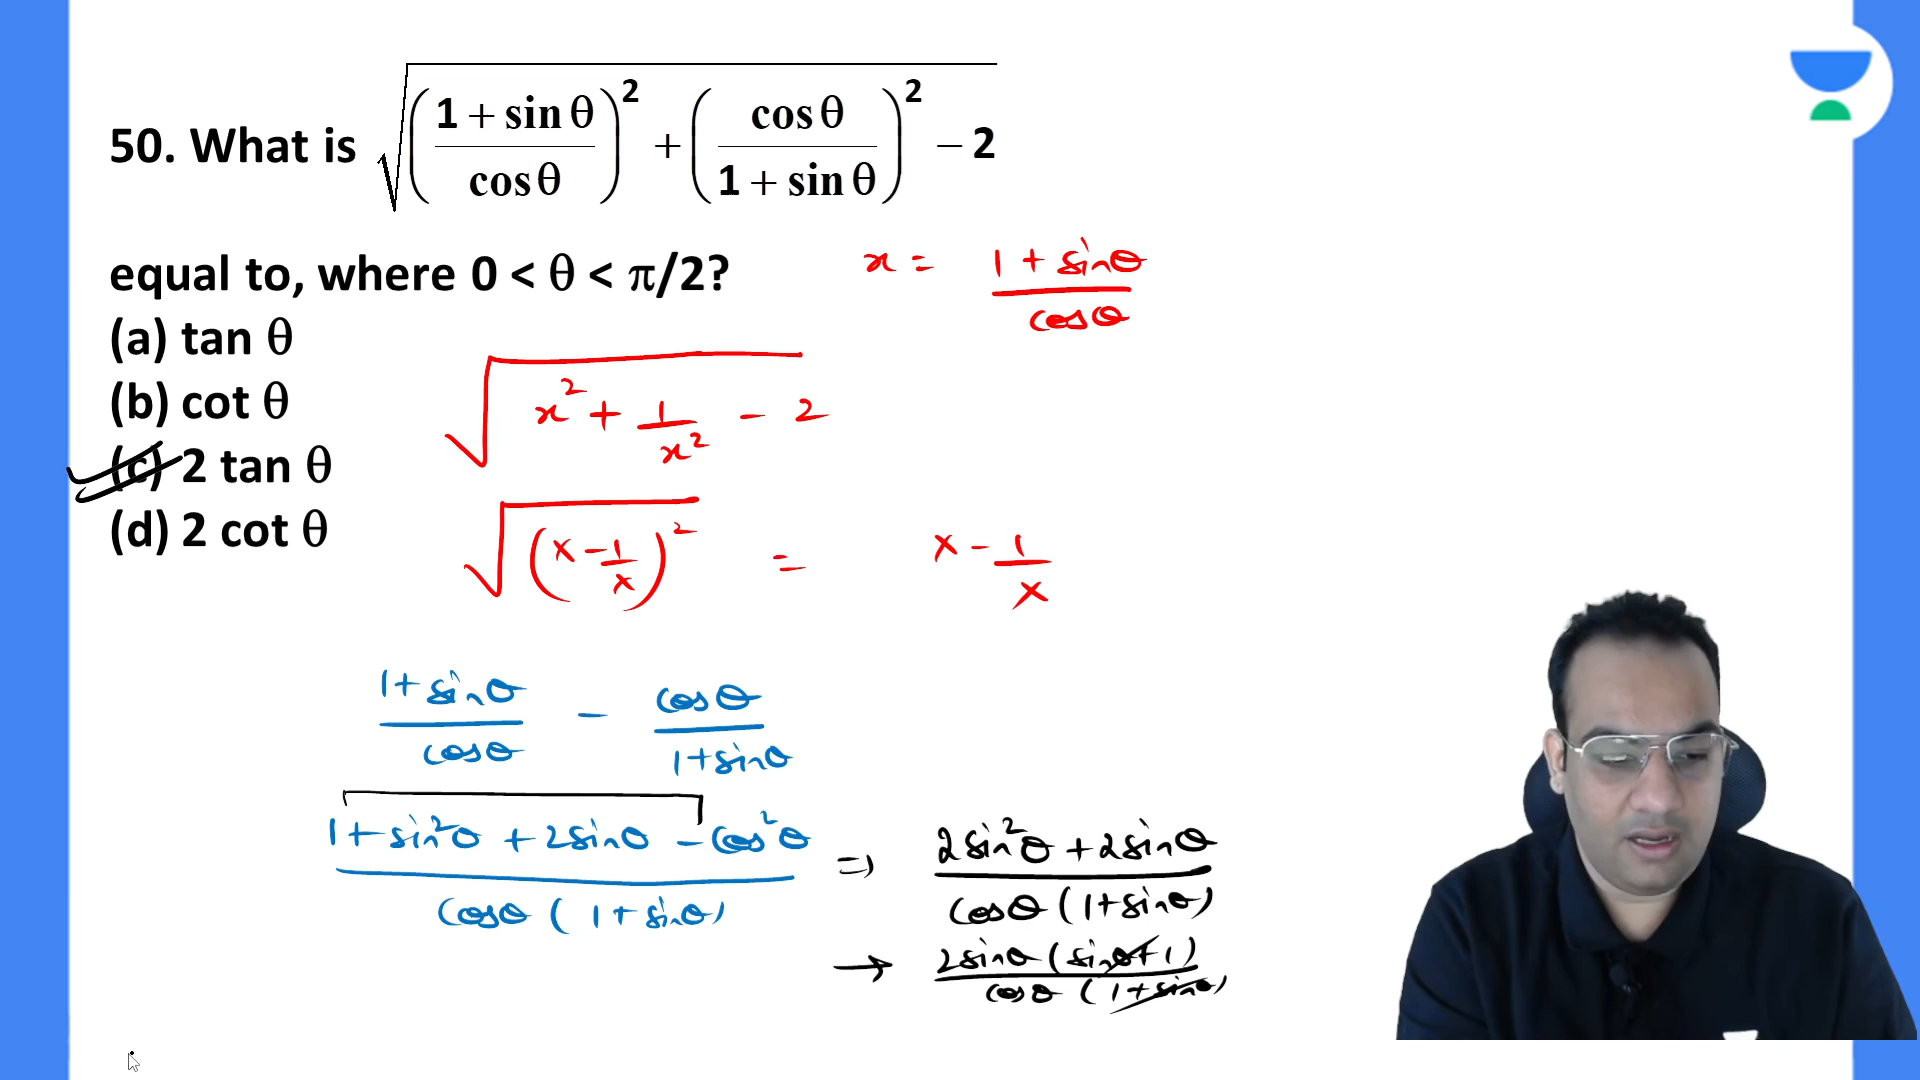 50. What is √((1 + sin θ / cos θ)² + (cos θ / 1 + sin θ)² − 2)
equal to, where 0 < θ < π/2?
(a) tan θ
(b) cot θ
(c) 2 tan θ
(d) 2 cot θ
x = 1 + sinθ / cosθ
√(x² + 1/x² - 2)
√((x - 1/x)²) = x - 1/x
1+sinθ / cosθ - cosθ / 1+sinθ
1+sin²θ + 2sinθ - cos²θ / cosθ (1+sinθ) ⇒ 2sin²θ + 2sinθ / cosθ (1+sinθ)
→ 2sinθ (sinθ+1) / cosθ (1+sinθ)